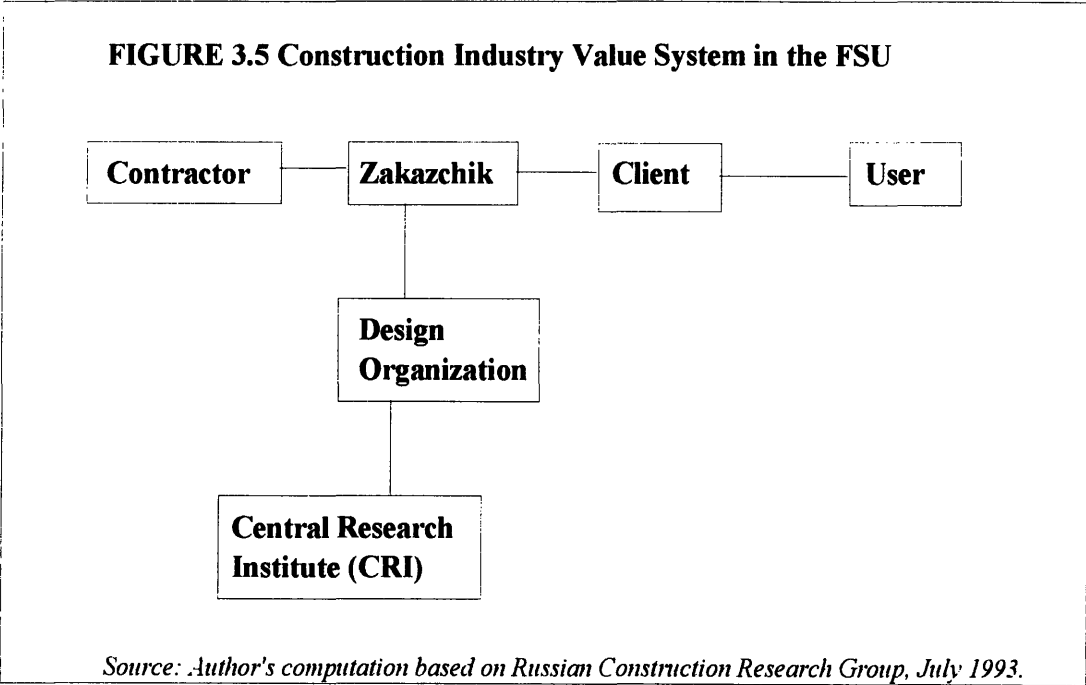 FIGURE 3.5 Construction Industry Value System in the FSU
Contractor
Zakazchik
Client
User
Design
Organization
Central Research
Institute (CRI)
Source: Author's computation based on Russian Construction Research Group, July 1993.